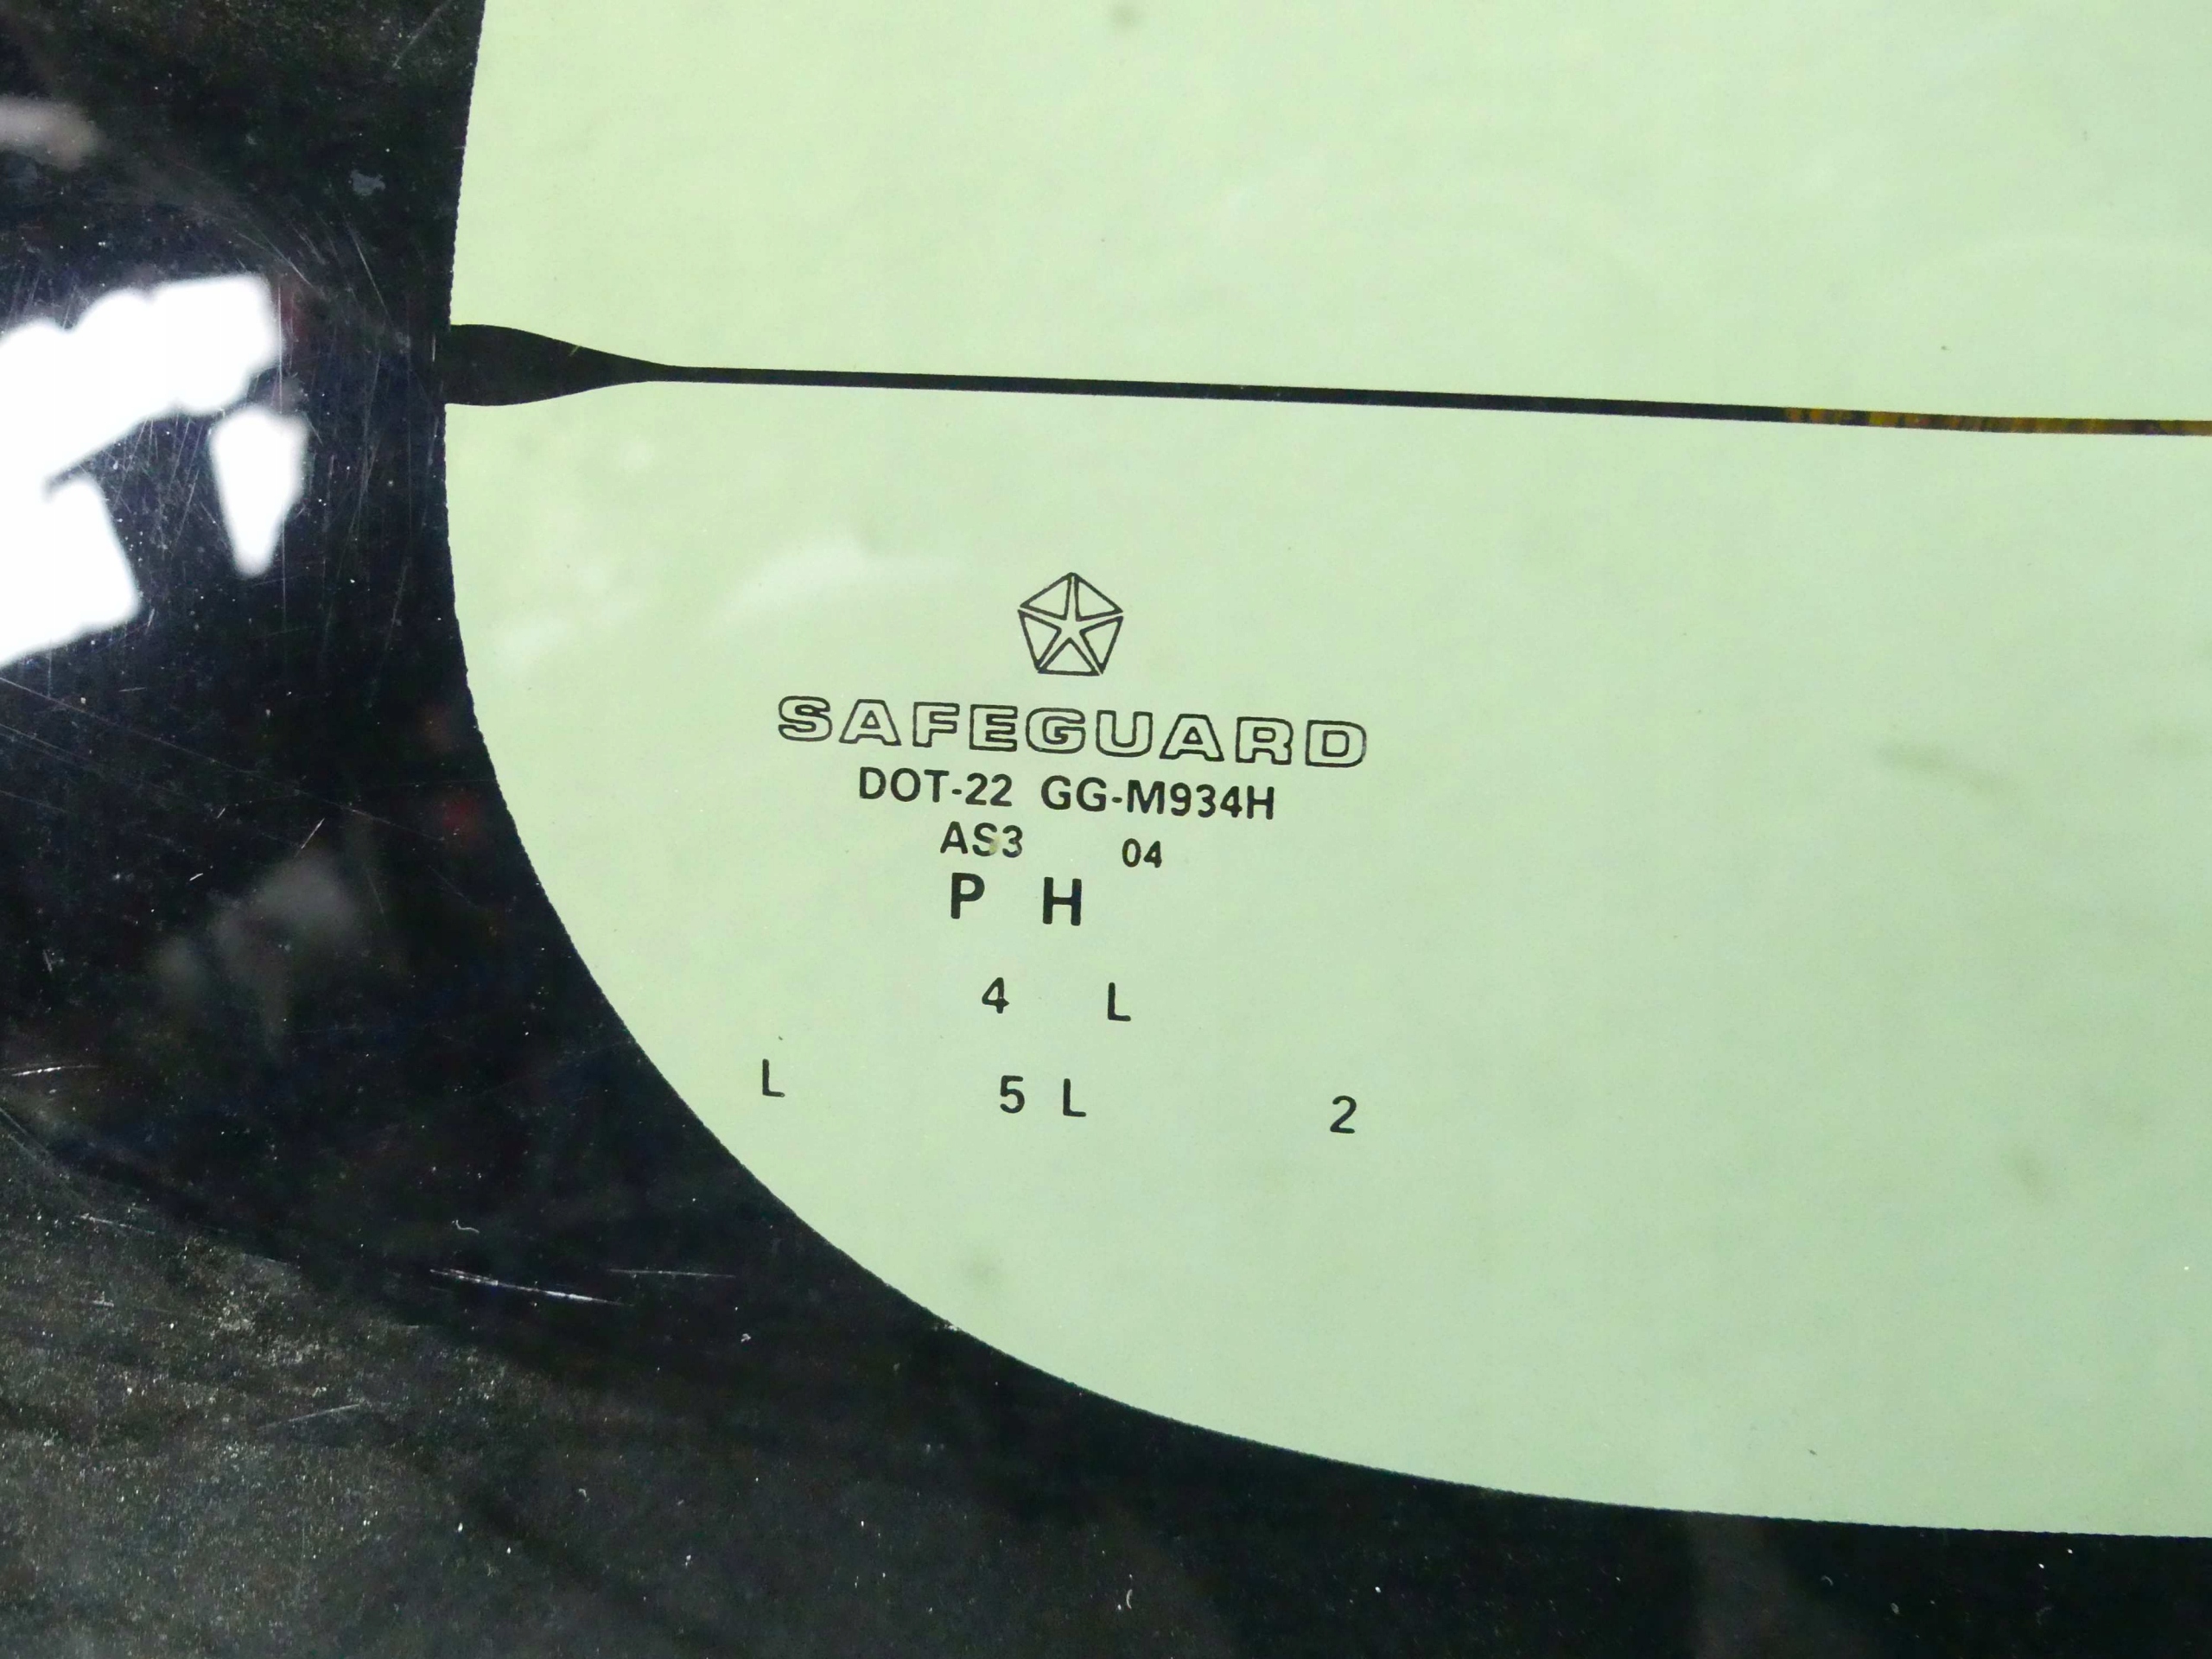 SAFEGUARD
DOT-22 GG-M934H
AS3 04
P H
4 L
L 5 L 2